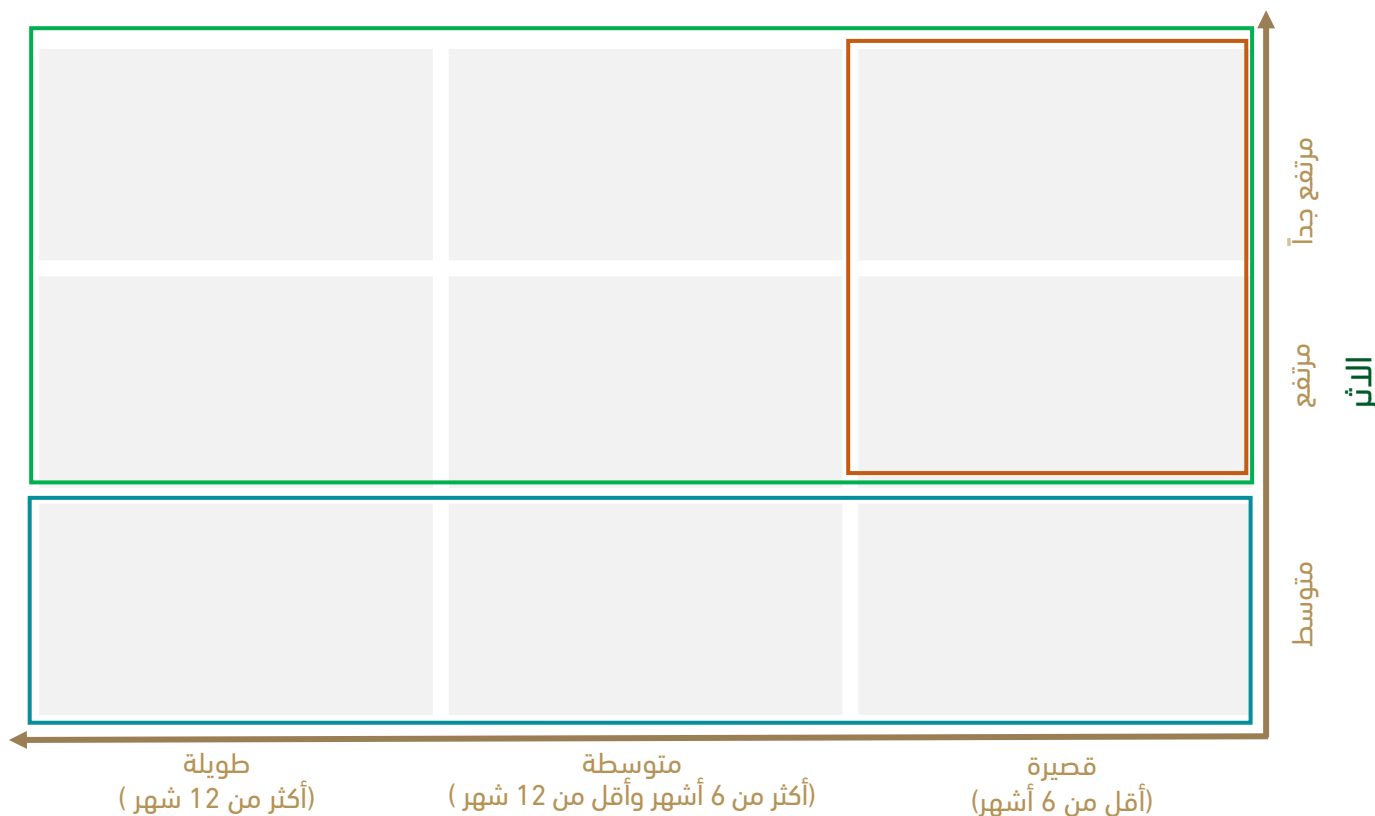 مرتفع جداً
مرتفع
الاثر
متوسط
قصيرة
(أقل من 6 أشهر)
متوسطة
(أكثر من 6 أشهر وأقل من 12 شهر )
طويلة
(أكثر من 12 شهر )